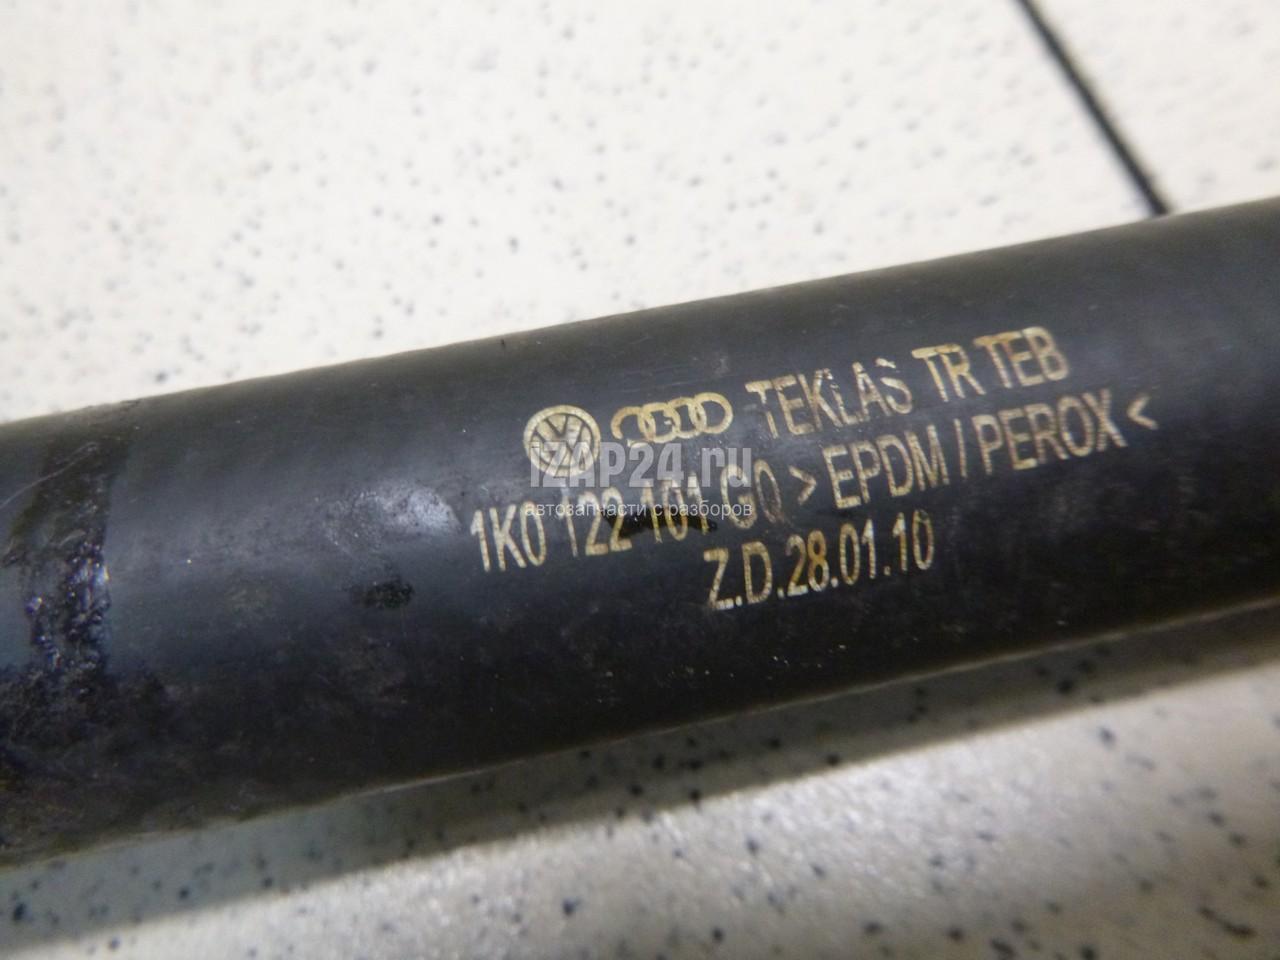 TEKLAS TR TEB
1K0 122 101 GQ > EPDM / PEROX <
Z.D.28.01.10
iZAP24.ru
автозапчасти с разборов